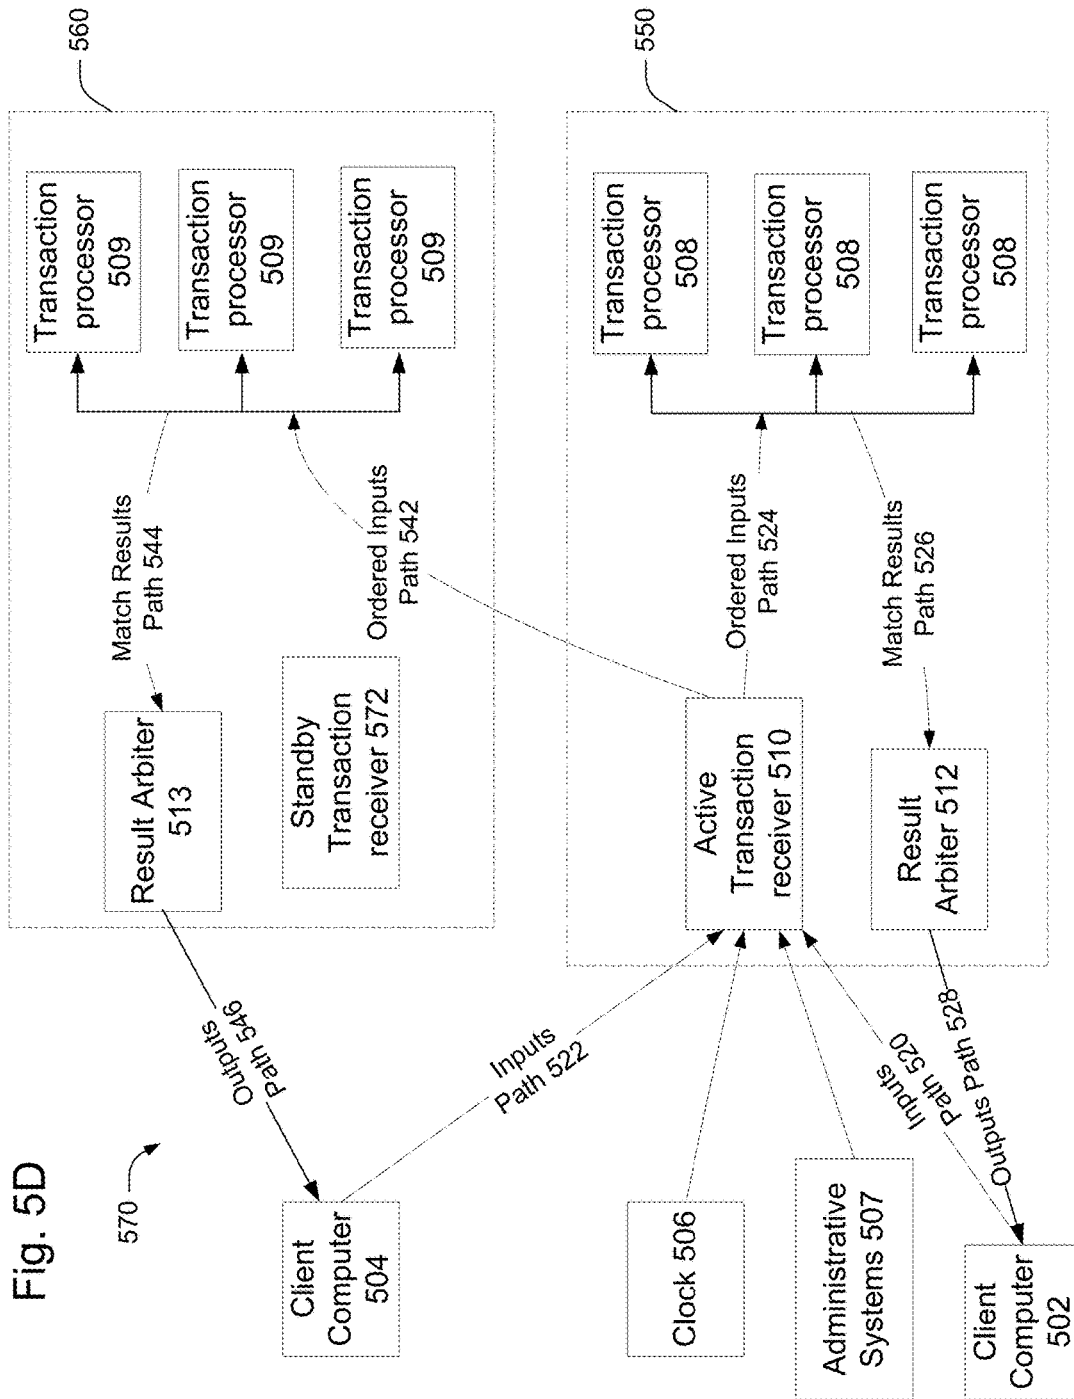 Fig. 5D
570
560
Transaction
processor
509
Transaction
processor
509
Transaction
processor
509
Match Results
Path 544
Ordered Inputs
Path 542
Result Arbiter
513
Standby
Transaction
receiver 572
Outputs
Path 546
Client
Computer
504
Inputs
Path 522
550
Transaction
processor
508
Transaction
processor
508
Transaction
processor
508
Ordered Inputs
Path 524
Match Results
Path 526
Active
Transaction
receiver 510
Result
Arbiter 512
Clock 506
Administrative
Systems 507
Inputs
Path 520
Outputs Path 528
Client
Computer
502